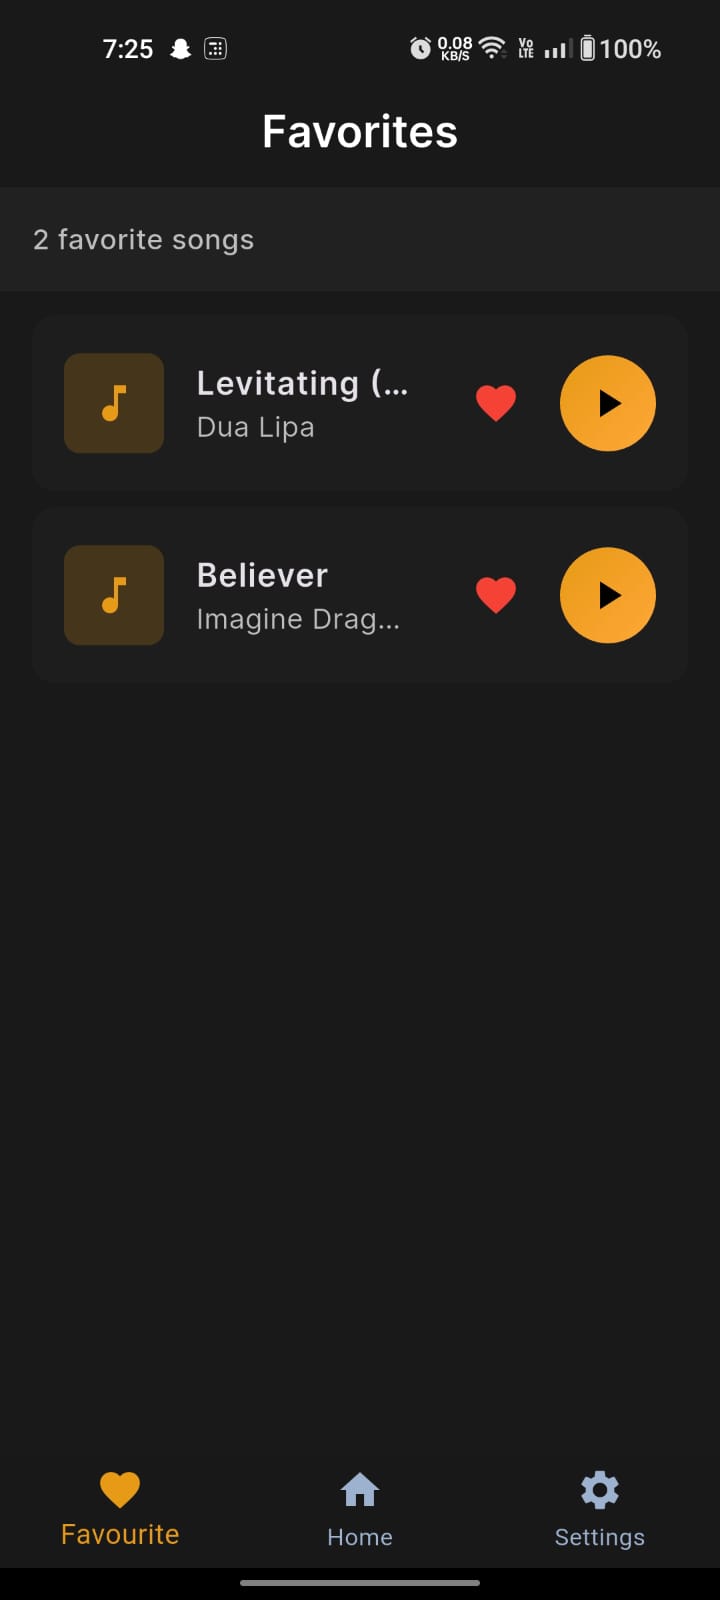 7:25
0.08
KB/S
Vo
LTE
100%
Favorites
2 favorite songs
Levitating (...
Dua Lipa
Believer
Imagine Drag...
Favourite
Home
Settings